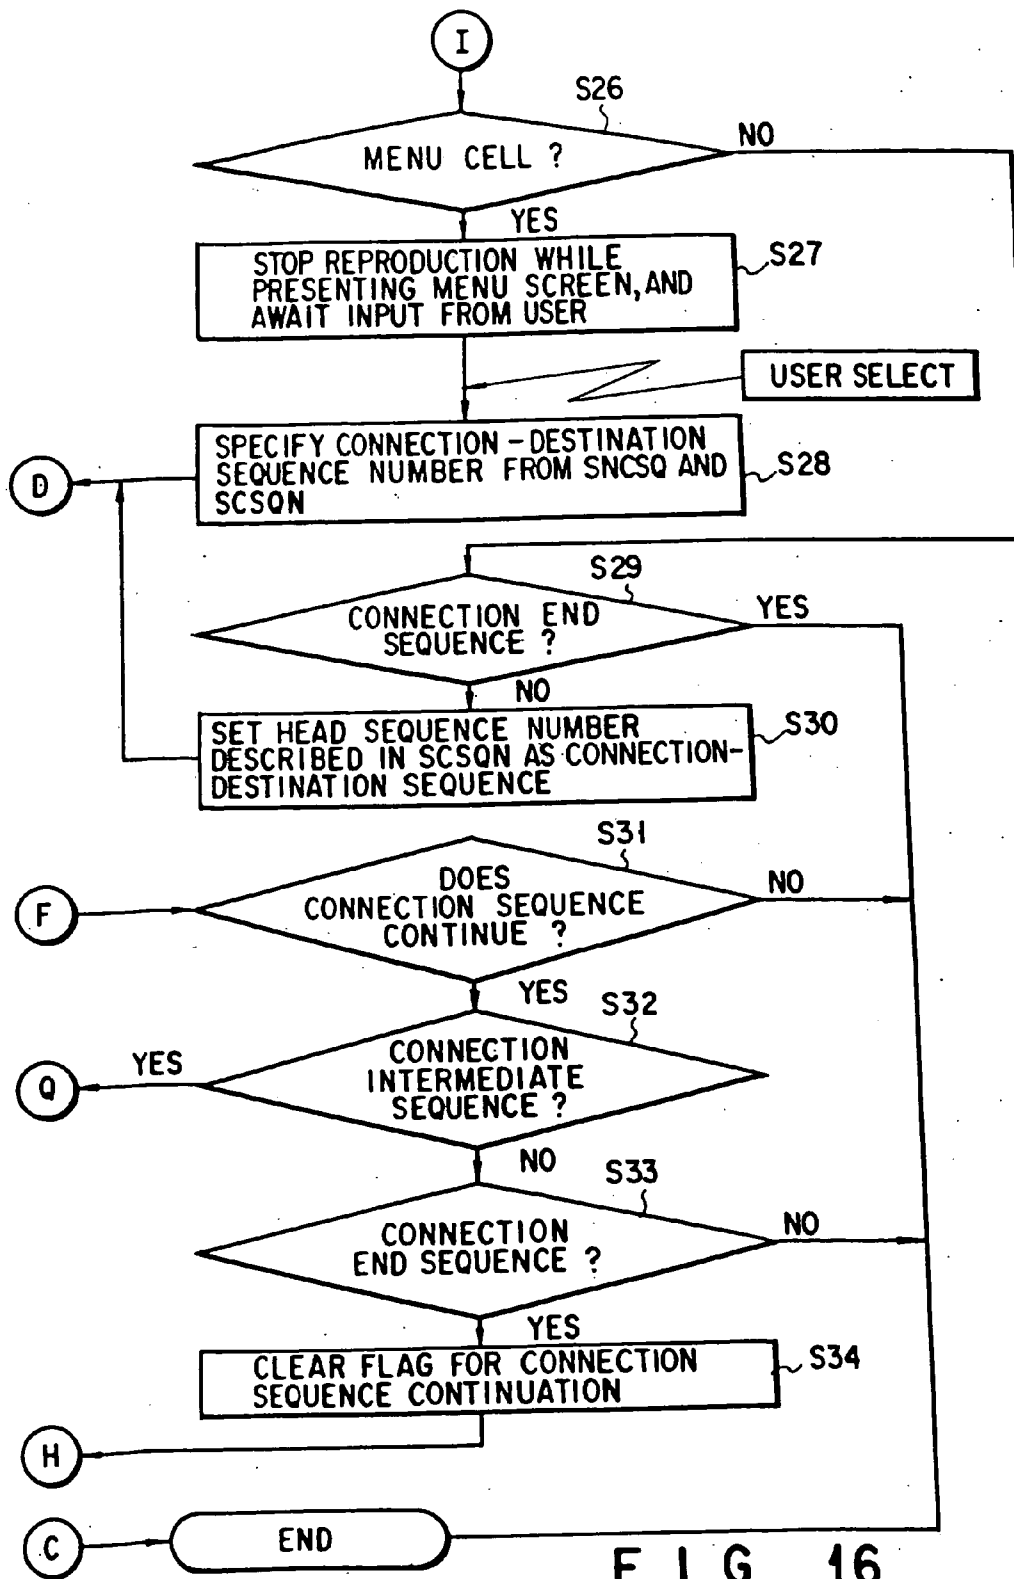 I
S26
MENU CELL ?
NO
YES
STOP REPRODUCTION WHILE
PRESENTING MENU SCREEN, AND
AWAIT INPUT FROM USER
S27
USER SELECT
SPECIFY CONNECTION-DESTINATION
SEQUENCE NUMBER FROM SNCSQ AND
SCSQN
S28
D
S29
CONNECTION END
SEQUENCE ?
YES
NO
SET HEAD SEQUENCE NUMBER
DESCRIBED IN SCSQN AS CONNECTION-
DESTINATION SEQUENCE
S30
S31
DOES
CONNECTION SEQUENCE
CONTINUE ?
NO
F
YES
S32
CONNECTION
INTERMEDIATE
SEQUENCE ?
YES
Q
NO
S33
CONNECTION
END SEQUENCE ?
NO
YES
CLEAR FLAG FOR CONNECTION
SEQUENCE CONTINUATION
S34
H
C
END
FIG. 16